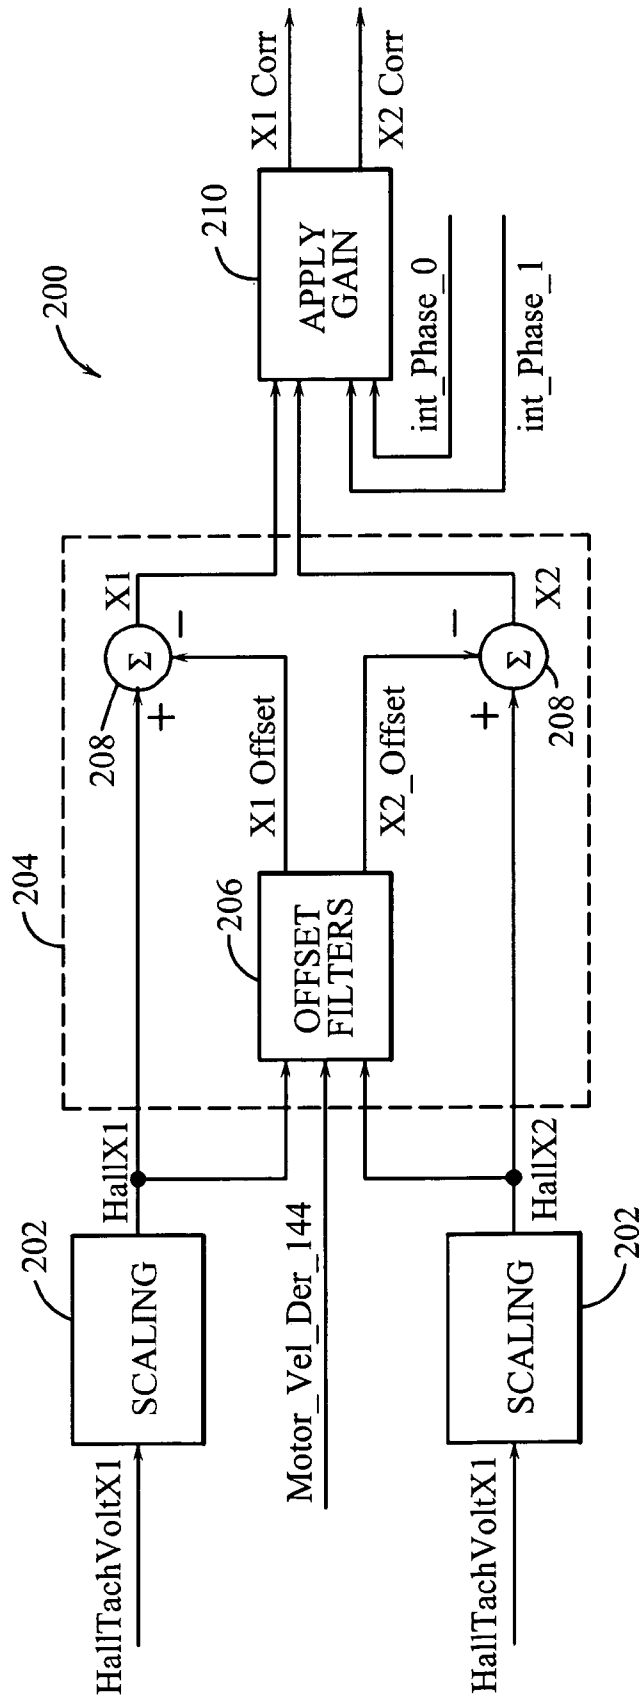 200
204
202
SCALING
HallTachVoltX1
HallX1
208
Σ
+
−
X1
206
OFFSET
FILTERS
X1 Offset
X2_Offset
Motor_Vel_Der_144
210
APPLY
GAIN
X1 Corr
X2 Corr
int_Phase_0
int_Phase_1
HallTachVoltX1
SCALING
202
HallX2
+
−
Σ
208
X2